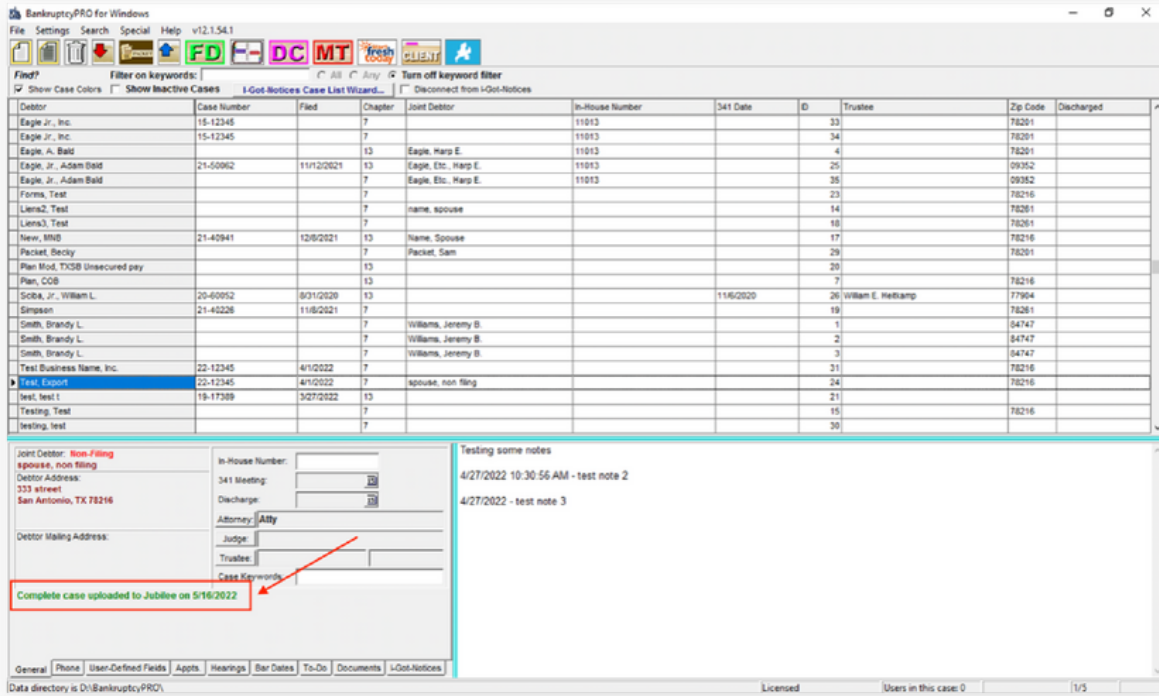 BankruptcyPRO for Windows
File Settings Search Special Help v12.1.54.1
FD DC MT fresh today CLIENT
Find? Filter on keywords: All Any Turn off keyword filter
Show Case Colors Show Inactive Cases I-Got-Notices Case List Wizard... Disconnect from I-Got-Notices
Debtor Case Number Filed Chapter Joint Debtor In-House Number 341 Date ID Trustee Zip Code Discharged
Eagle Jr., Inc. 15-12345 7 11013 33 78201
Eagle Jr., Inc. 15-12345 7 11013 34 78201
Eagle, A. Bald 13 Eagle, Harp E. 11013 4 78201
Eagle, Jr., Adam Bald 21-50062 11/12/2021 13 Eagle, Etc., Harp E. 11013 25 09352
Eagle, Jr., Adam Bald 7 Eagle, Etc., Harp E. 11013 35 09352
Forms, Test 7 23 78216
Liens2, Test 7 name, spouse 14 78261
Liens3, Test 7 18 78261
New, MNB 21-40941 12/8/2021 13 Name, Spouse 17 78216
Packet, Becky 7 Packet, Sam 29 78201
Plan Mod, TXSB Unsecured pay 13 20
Plan, COB 13 7 78216
Sciba, Jr., William L. 20-60052 8/31/2020 13 11/6/2020 26 William E. Heitkamp 77904
Simpson 21-40226 11/8/2021 7 19 78261
Smith, Brandy L. 7 Williams, Jeremy B. 1 84747
Smith, Brandy L. 7 Williams, Jeremy B. 2 84747
Smith, Brandy L. 7 Williams, Jeremy B. 3 84747
Test Business Name, Inc. 22-12345 4/1/2022 7 31 78216
Test, Export 22-12345 4/1/2022 7 spouse, non filing 24 78216
test, test t 19-17389 3/27/2022 13 21
Testing, Test 7 15 78216
testing, test 7 30
Joint Debtor: Non-Filing
spouse, non filing
Debtor Address:
333 street
San Antonio, TX 78216
Debtor Mailing Address:
In-House Number:
341 Meeting:
Discharge:
Attorney: Atty
Judge:
Trustee:
Case Keywords:
Complete case uploaded to Jubilee on 5/16/2022
Testing some notes
4/27/2022 10:30:56 AM - test note 2
4/27/2022 - test note 3
General Phone User-Defined Fields Appts. Hearings Bar Dates To-Do Documents I-Got-Notices
Data directory is D:\BankruptcyPRO\ Licensed Users in this case: 0 1/5